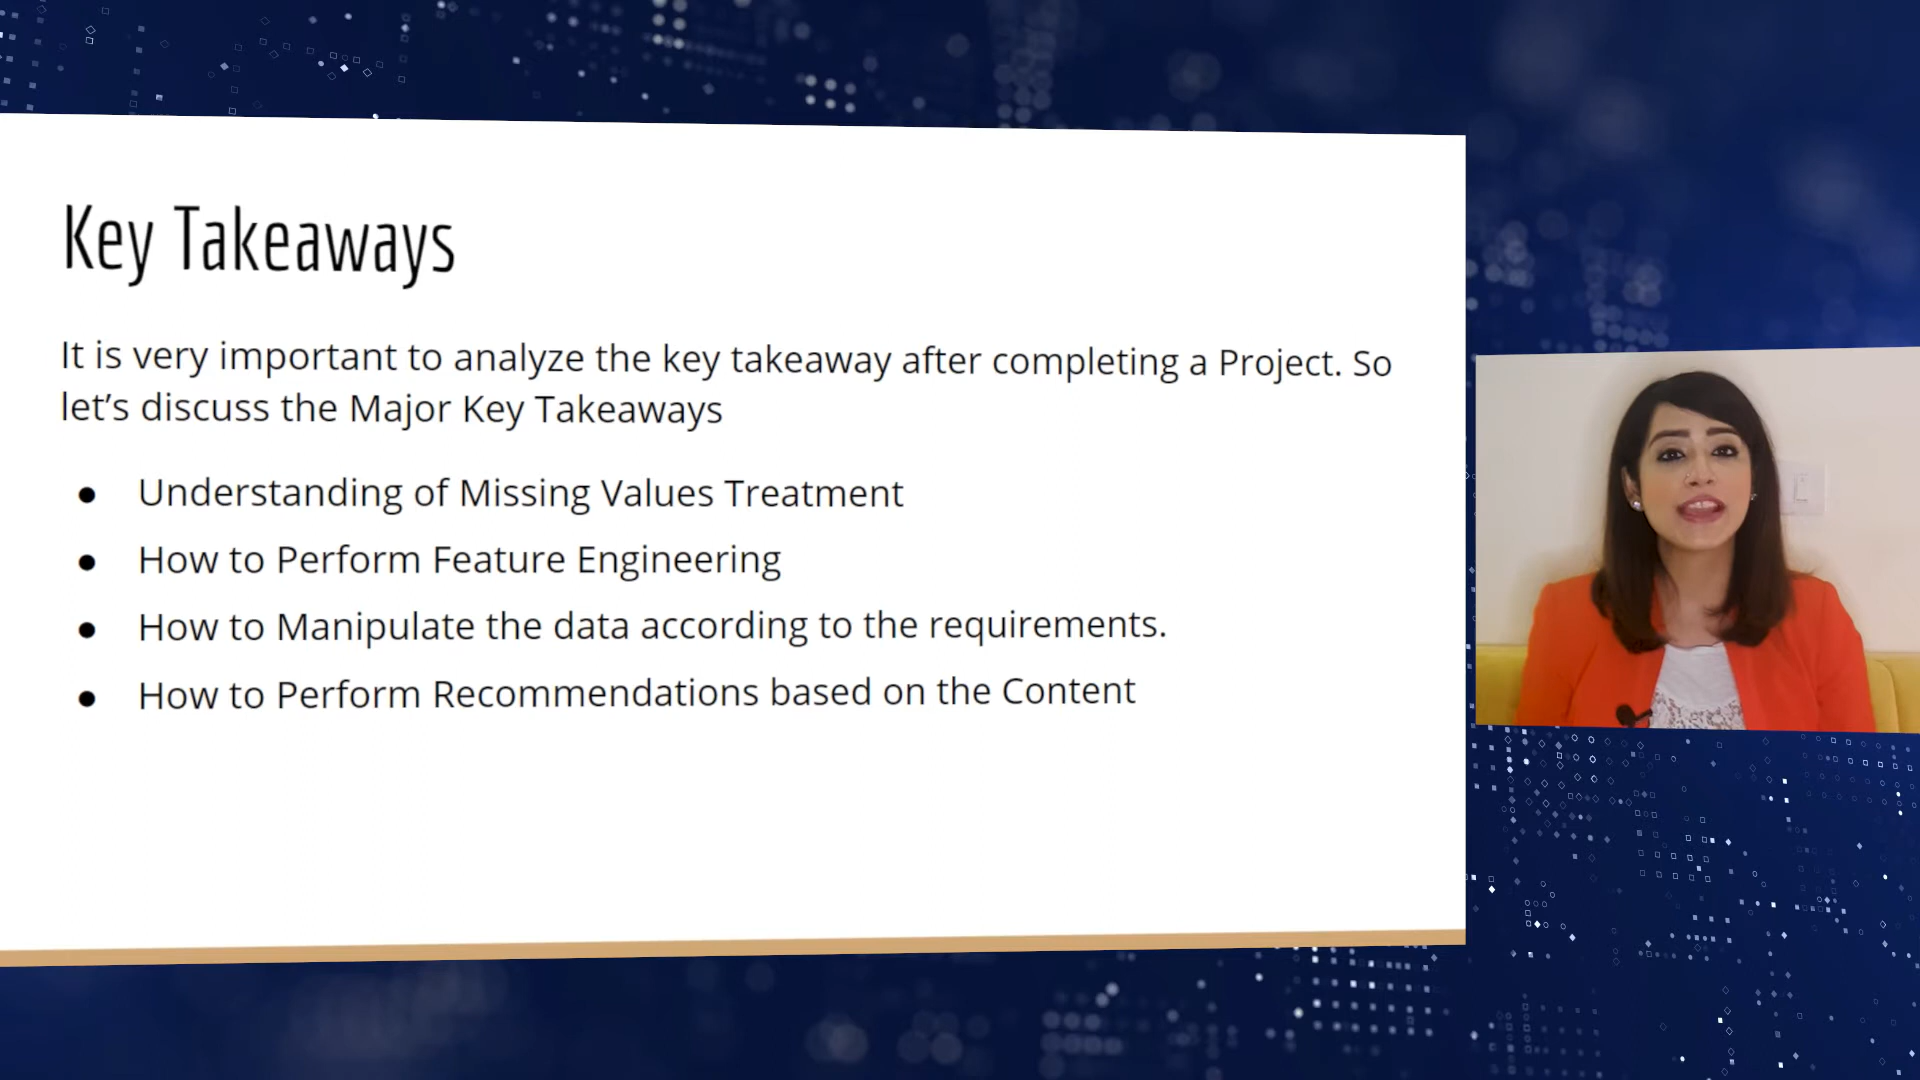 Key Takeaways
It is very important to analyze the key takeaway after completing a Project. So
let’s discuss the Major Key Takeaways
● Understanding of Missing Values Treatment
● How to Perform Feature Engineering
● How to Manipulate the data according to the requirements.
● How to Perform Recommendations based on the Content